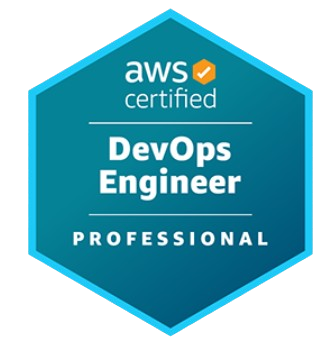 aws
certified
DevOps
Engineer
PROFESSIONAL